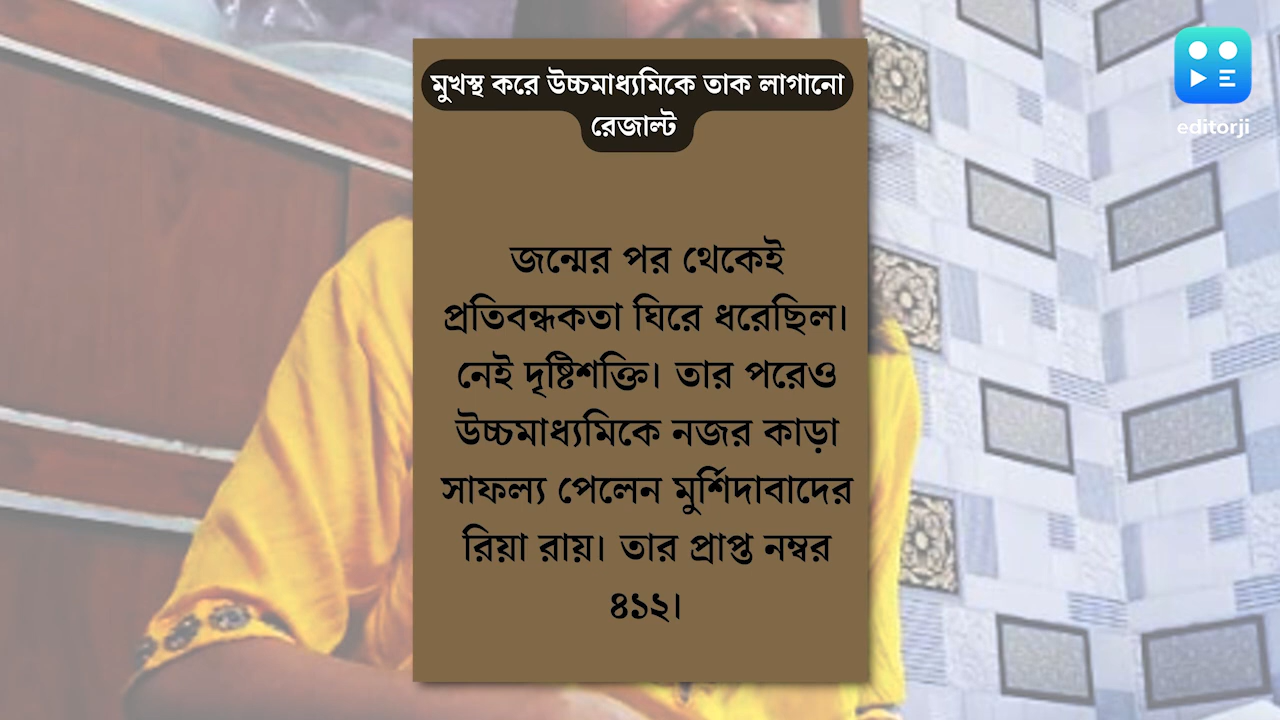 মুখস্থ করে উচ্চমাধ্যমিকে তাক লাগানো
রেজাল্ট
editorji
জন্মের পর থেকেই
প্রতিবন্ধকতা ঘিরে ধরেছিল।
নেই দৃষ্টিশক্তি। তার পরেও
উচ্চমাধ্যমিকে নজর কাড়া
সাফল্য পেলেন মুর্শিদাবাদের
রিয়া রায়। তার প্রাপ্ত নম্বর
৪১২।